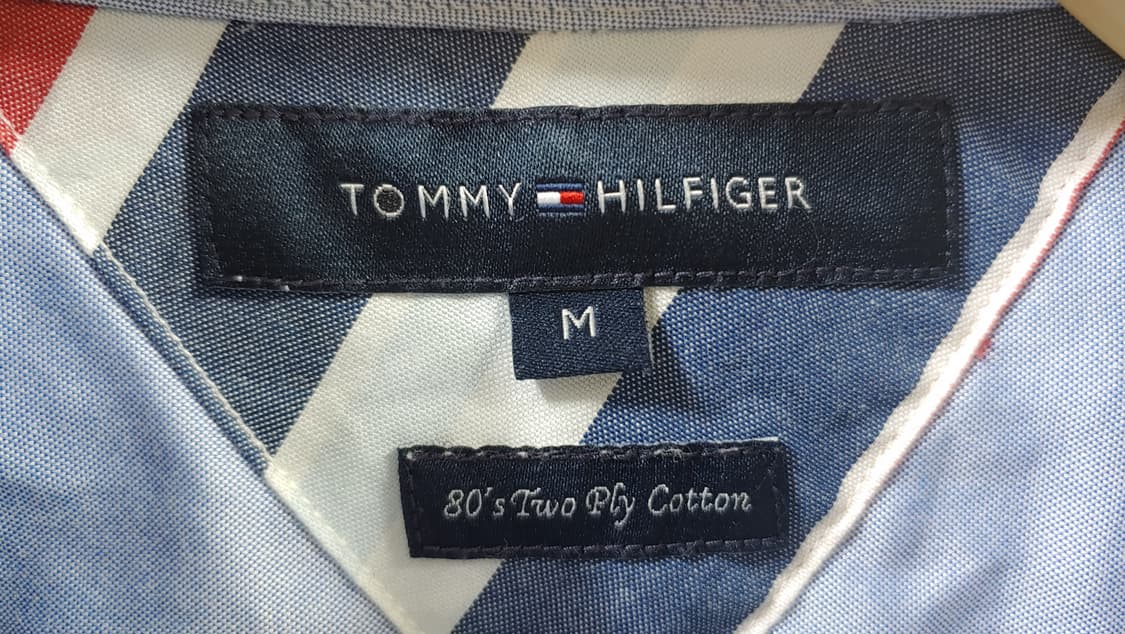 TOMMY HILFIGER
M
80's Two Ply Cotton